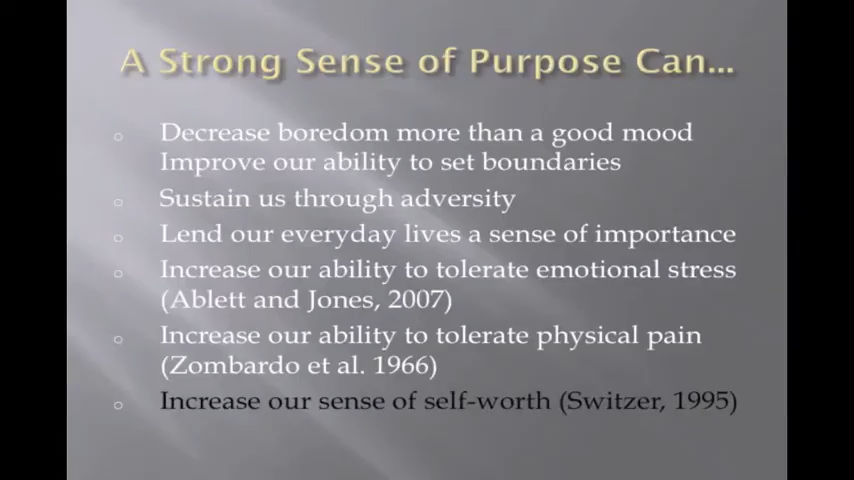 A Strong Sense of Purpose Can...
Decrease boredom more than a good mood
Improve our ability to set boundaries
Sustain us through adversity
Lend our everyday lives a sense of importance
Increase our ability to tolerate emotional stress
(Ablett and Jones, 2007)
Increase our ability to tolerate physical pain
(Zombardo et al. 1966)
Increase our sense of self-worth (Switzer, 1995)